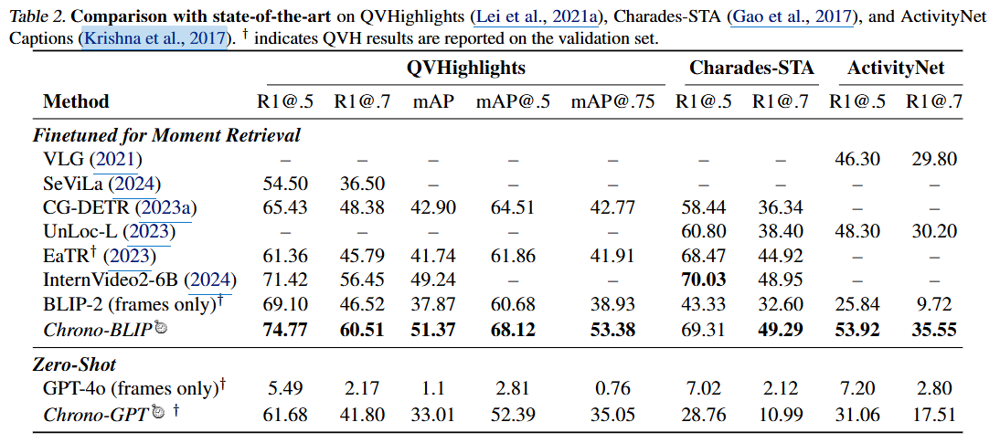 Table 2. Comparison with state-of-the-art on QVHighlights (Lei et al., 2021a), Charades-STA (Gao et al., 2017), and ActivityNet
Captions (Krishna et al., 2017). † indicates QVH results are reported on the validation set.
QVHighlights Charades-STA ActivityNet
Method R1@.5 R1@.7 mAP mAP@.5 mAP@.75 R1@.5 R1@.7 R1@.5 R1@.7
Finetuned for Moment Retrieval
VLG (2021) – – – – – – – 46.30 29.80
SeViLa (2024) 54.50 36.50 – – – – – – –
CG-DETR (2023a) 65.43 48.38 42.90 64.51 42.77 58.44 36.34 – –
UnLoc-L (2023) – – – – – 60.80 38.40 48.30 30.20
EaTR† (2023) 61.36 45.79 41.74 61.86 41.91 68.47 44.92 – –
InternVideo2-6B (2024) 71.42 56.45 49.24 – – 70.03 48.95 – –
BLIP-2 (frames only)† 69.10 46.52 37.87 60.68 38.93 43.33 32.60 25.84 9.72
Chrono-BLIP 74.77 60.51 51.37 68.12 53.38 69.31 49.29 53.92 35.55
Zero-Shot
GPT-4o (frames only)† 5.49 2.17 1.1 2.81 0.76 7.02 2.12 7.20 2.80
Chrono-GPT † 61.68 41.80 33.01 52.39 35.05 28.76 10.99 31.06 17.51